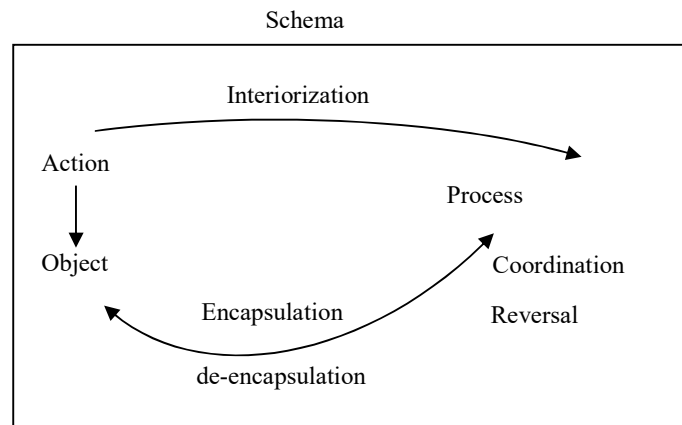 Schema
Interiorization
Action
Process
Object
Coordination
Encapsulation
Reversal
de-encapsulation